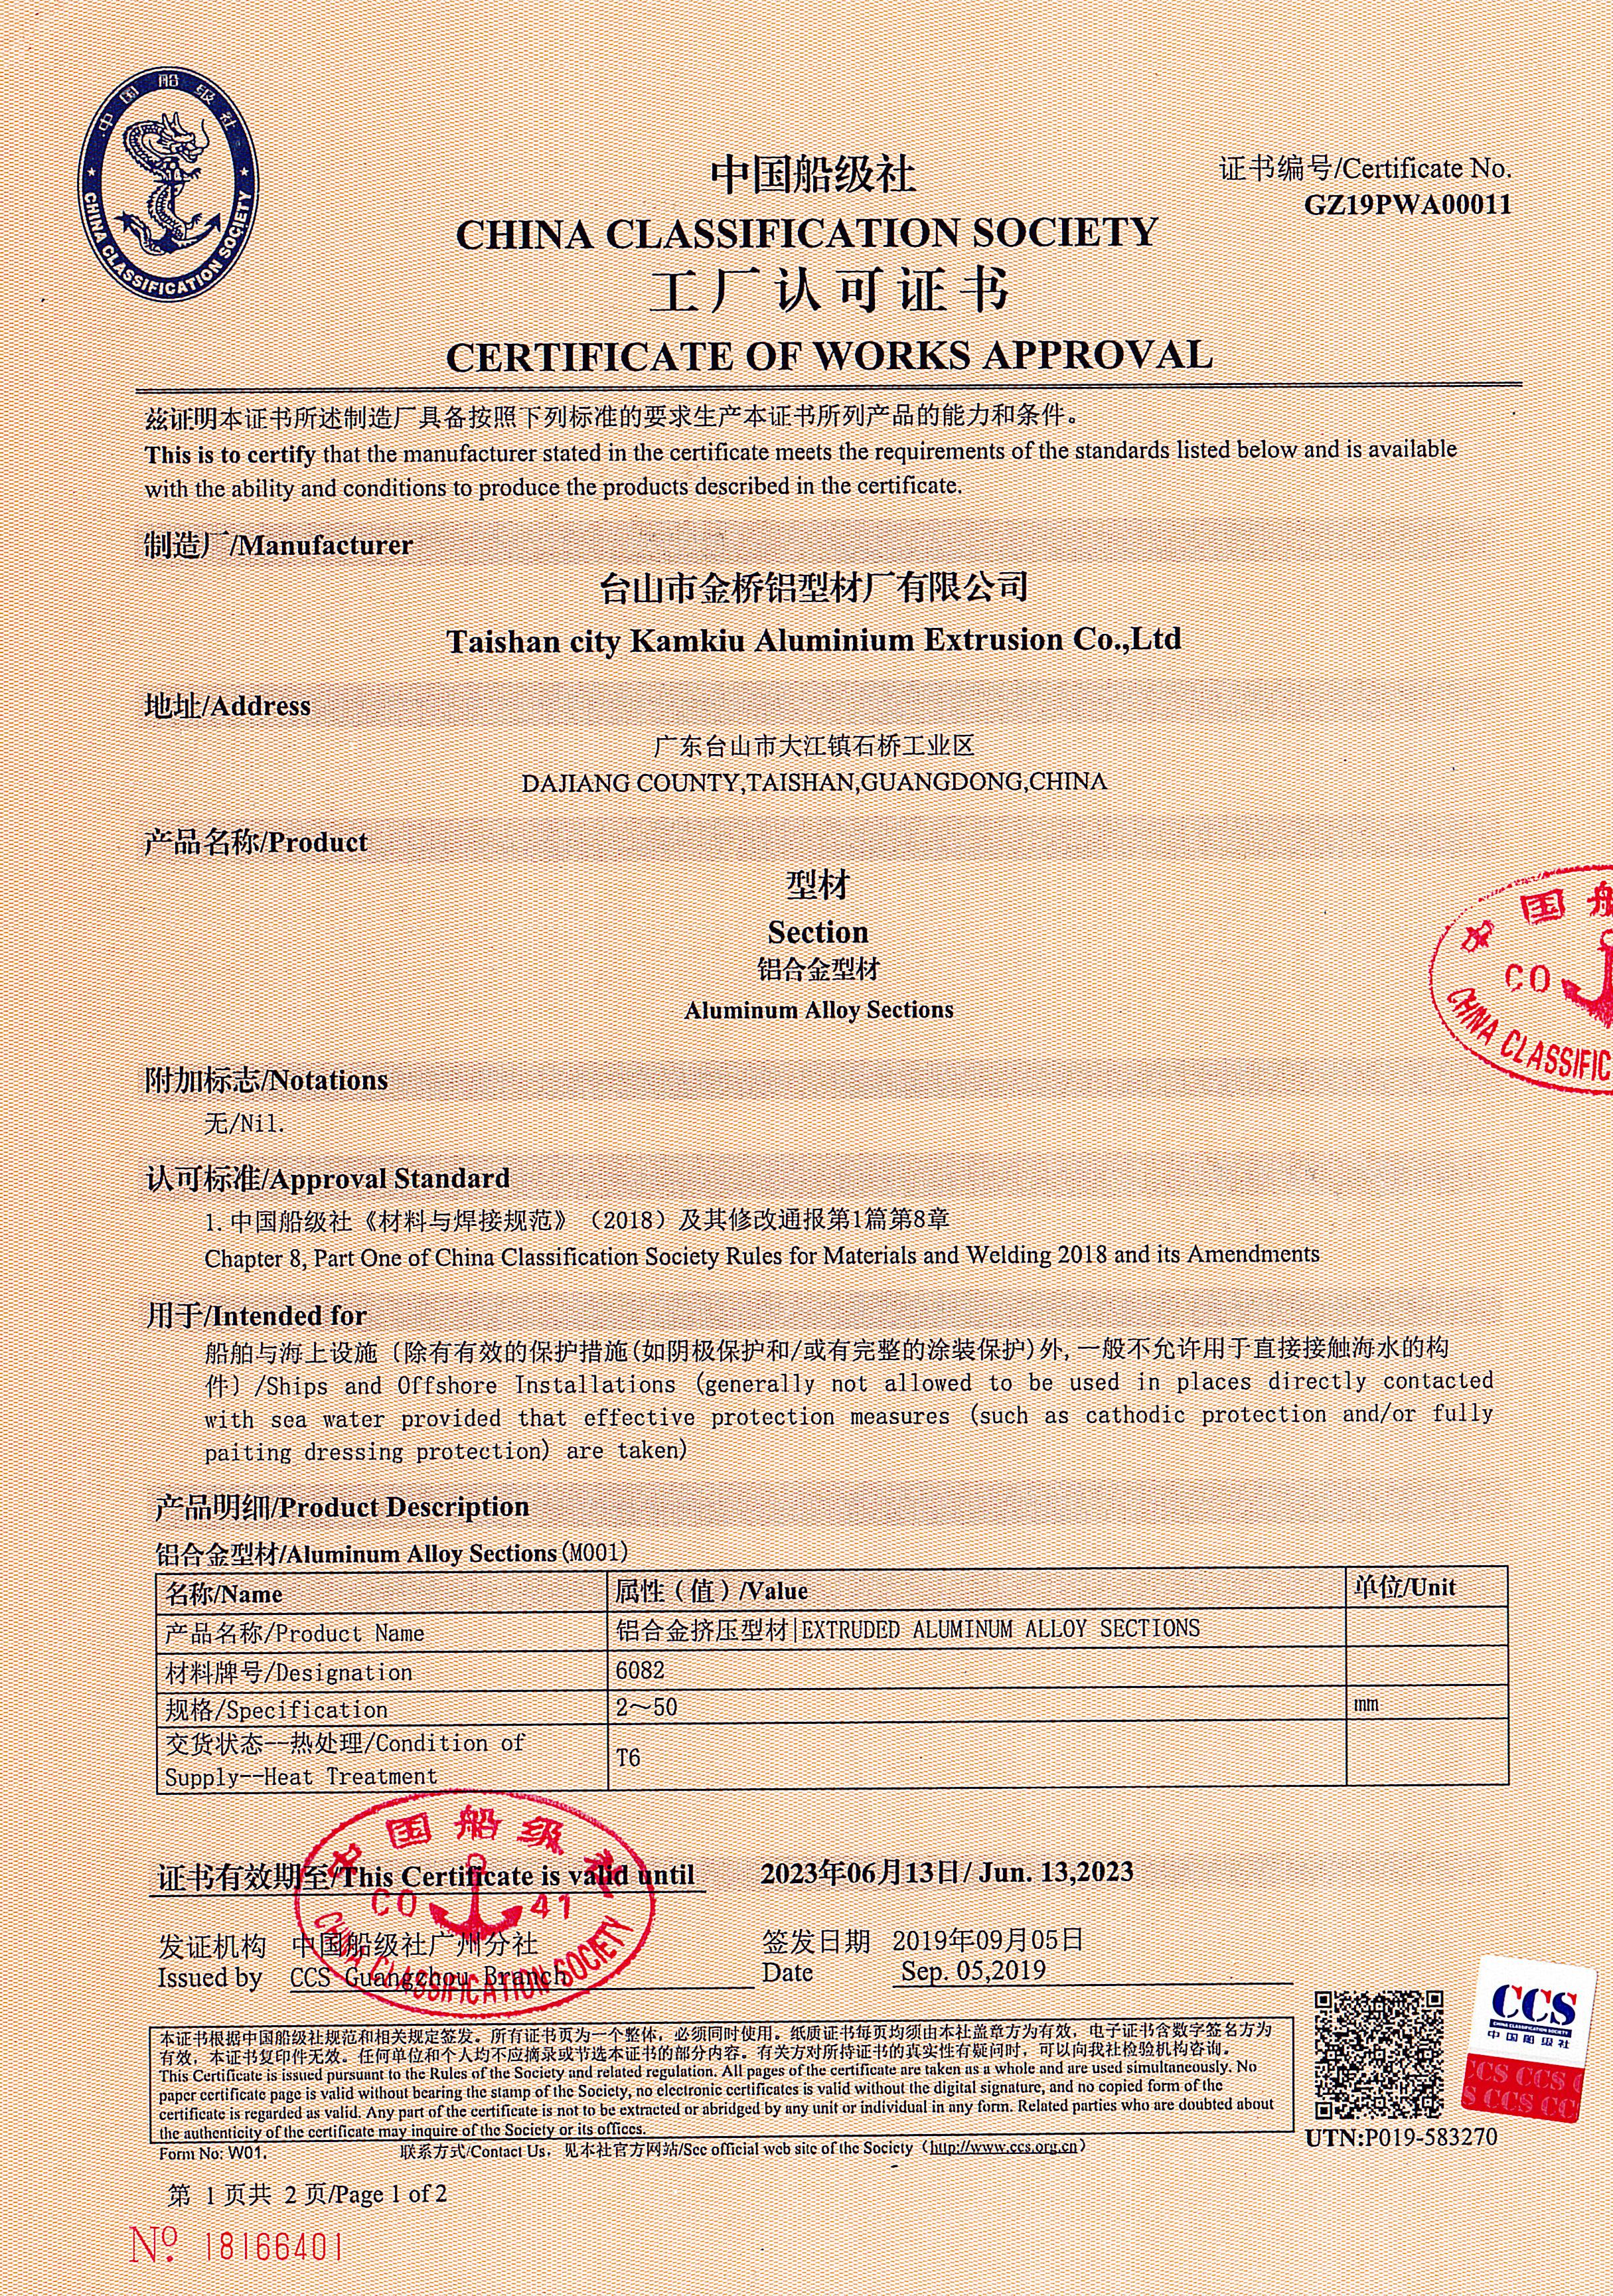 中国船级社
CHINA CLASSIFICATION SOCIETY
中国船级社
证书编号/Certificate No.
GZ19PWA00011
CHINA CLASSIFICATION SOCIETY
工厂认可证书
CERTIFICATE OF WORKS APPROVAL
兹证明本证书所述制造厂具备按照下列标准的要求生产本证书所列产品的能力和条件。
This is to certify that the manufacturer stated in the certificate meets the requirements of the standards listed below and is available
with the ability and conditions to produce the products described in the certificate.
制造厂/Manufacturer
台山市金桥铝型材厂有限公司
Taishan city Kamkiu Aluminium Extrusion Co.,Ltd
地址/Address
广东台山市大江镇石桥工业区
DAJIANG COUNTY,TAISHAN,GUANGDONG,CHINA
产品名称/Product
型材
Section
铝合金型材
Aluminum Alloy Sections
中国船
CO
CHINA CLASSIFIC
附加标志/Notations
无/Nil.
认可标准/Approval Standard
1. 中国船级社《材料与焊接规范》（2018）及其修改通报第1篇第8章
Chapter 8, Part One of China Classification Society Rules for Materials and Welding 2018 and its Amendments
用于/Intended for
船舶与海上设施〔除有有效的保护措施(如阴极保护和/或有完整的涂装保护)外,一般不允许用于直接接触海水的构
件〕/Ships and Offshore Installations (generally not allowed to be used in places directly contacted
with sea water provided that effective protection measures (such as cathodic protection and/or fully
paiting dressing protection) are taken)
产品明细/Product Description
铝合金型材/Aluminum Alloy Sections(M001)
名称/Name 属性（值）/Value 单位/Unit
产品名称/Product Name 铝合金挤压型材|EXTRUDED ALUMINUM ALLOY SECTIONS
材料牌号/Designation 6082
规格/Specification 2～50 mm
交货状态--热处理/Condition of
Supply--Heat Treatment T6
中国船级社
CO 41
CHINA CLASSIFICATION SOCIETY
证书有效期至/This Certificate is valid until 2023年06月13日/ Jun. 13,2023
发证机构 中国船级社广州分社 签发日期 2019年09月05日
Issued by CCS Guangzhou Branch Date Sep. 05,2019
本证书根据中国船级社规范和相关规定签发。所有证书页为一个整体，必须同时使用。纸质证书每页均须由本社盖章方为有效，电子证书含数字签名方为
有效，本证书复印件无效。任何单位和个人均不应摘录或节选本证书的部分内容。有关方对所持证书的真实性有疑问时，可以向我社检验机构咨询。
This Certificate is issued pursuant to the Rules of the Society and related regulation. All pages of the certificate are taken as a whole and are used simultaneously. No
paper certificate page is valid without bearing the stamp of the Society, no electronic certificates is valid without the digital signature, and no copied form of the
certificate is regarded as valid. Any part of the certificate is not to be extracted or abridged by any unit or individual in any form. Related parties who are doubted about
the authenticity of the certificate may inquire of the Society or its offices.
CCS
CHINA CLASSIFICATION SOCIETY
中国船级社
CCS CCS
S CCS CC
UTN:P019-583270
Form No: W01. 联系方式/Contact Us，见本社官方网站/See official web site of the Society（http://www.ccs.org.cn）
第 1 页共 2 页/Page 1 of 2
Nº. 18166401